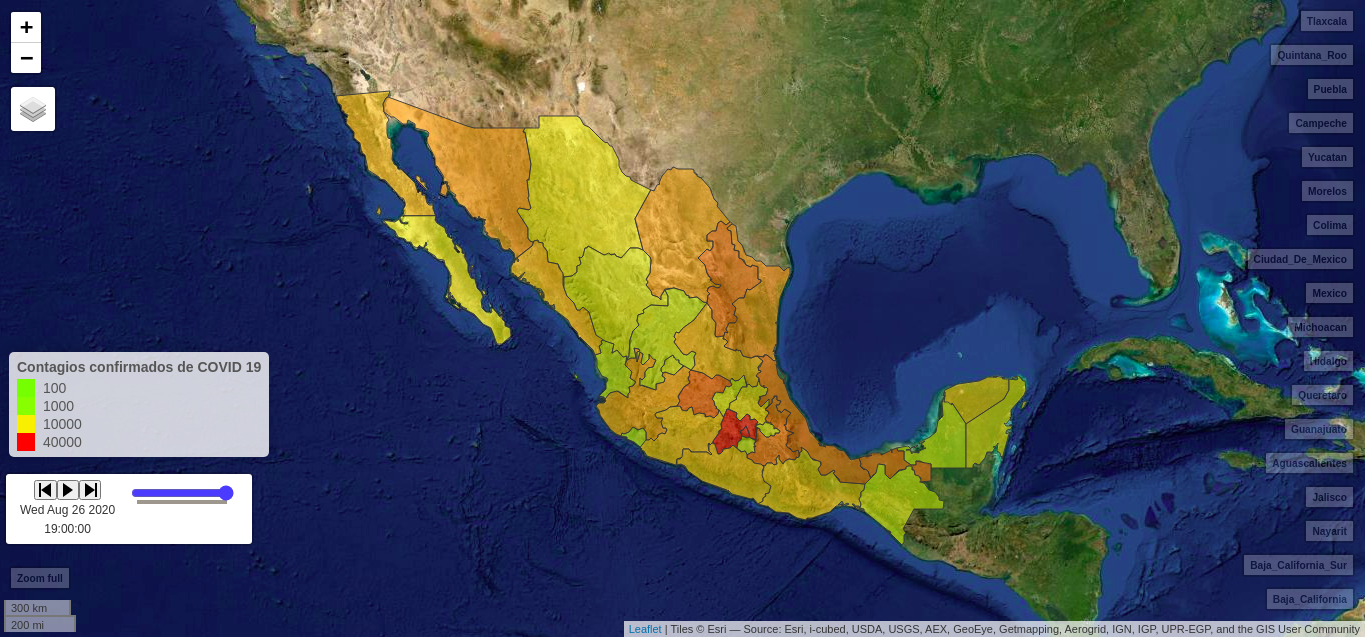 +
−
Tlaxcala
Quintana_Roo
Puebla
Campeche
Yucatan
Morelos
Colima
Ciudad_De_Mexico
Mexico
Michoacan
Hidalgo
Queretaro
Guanajuato
Aguascalientes
Jalisco
Nayarit
Baja_California_Sur
Baja_California
Contagios confirmados de COVID 19
100
1000
10000
40000
Wed Aug 26 2020
19:00:00
Zoom full
300 km
200 mi
Leaflet | Tiles © Esri — Source: Esri, i-cubed, USDA, USGS, AEX, GeoEye, Getmapping, Aerogrid, IGN, IGP, UPR-EGP, and the GIS User Community